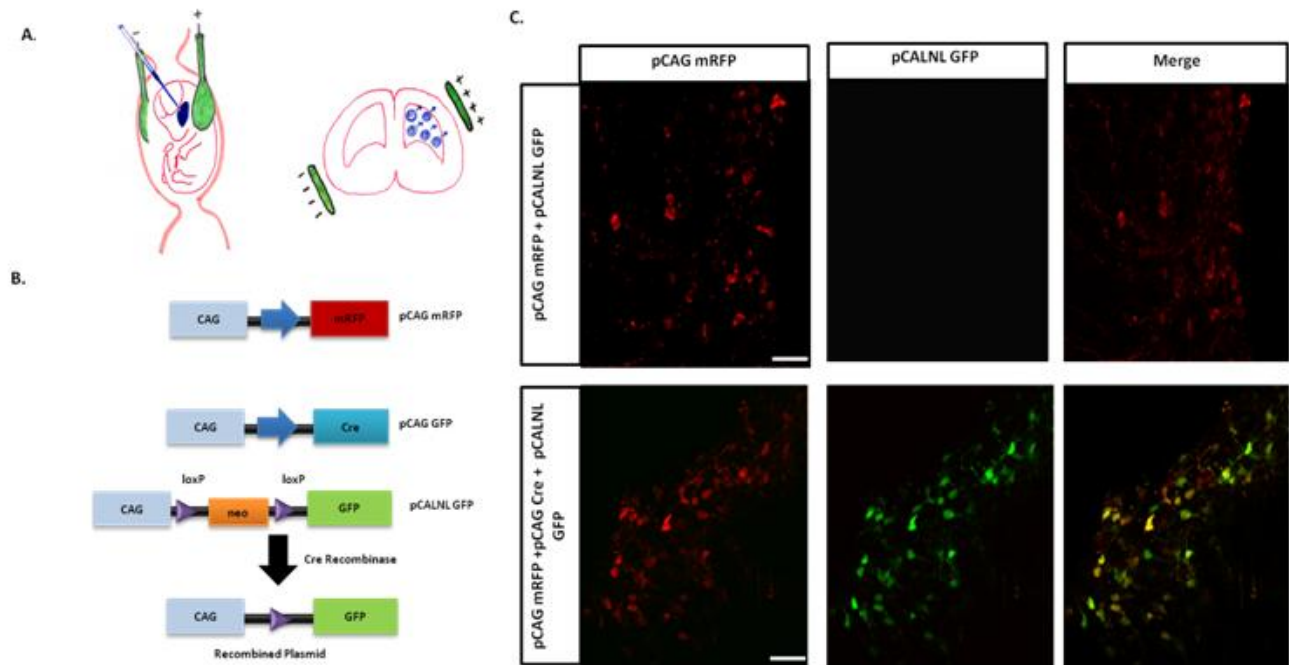 A.
- +
B.
CAG mRFP pCAG mRFP
CAG Cre pCAG GFP
loxP loxP
CAG neo GFP pCALNL GFP
Cre Recombinase
CAG GFP
Recombined Plasmid
C.
pCAG mRFP pCALNL GFP Merge
pCAG mRFP + pCALNL GFP
pCAG mRFP +pCAG Cre + pCALNL
GFP